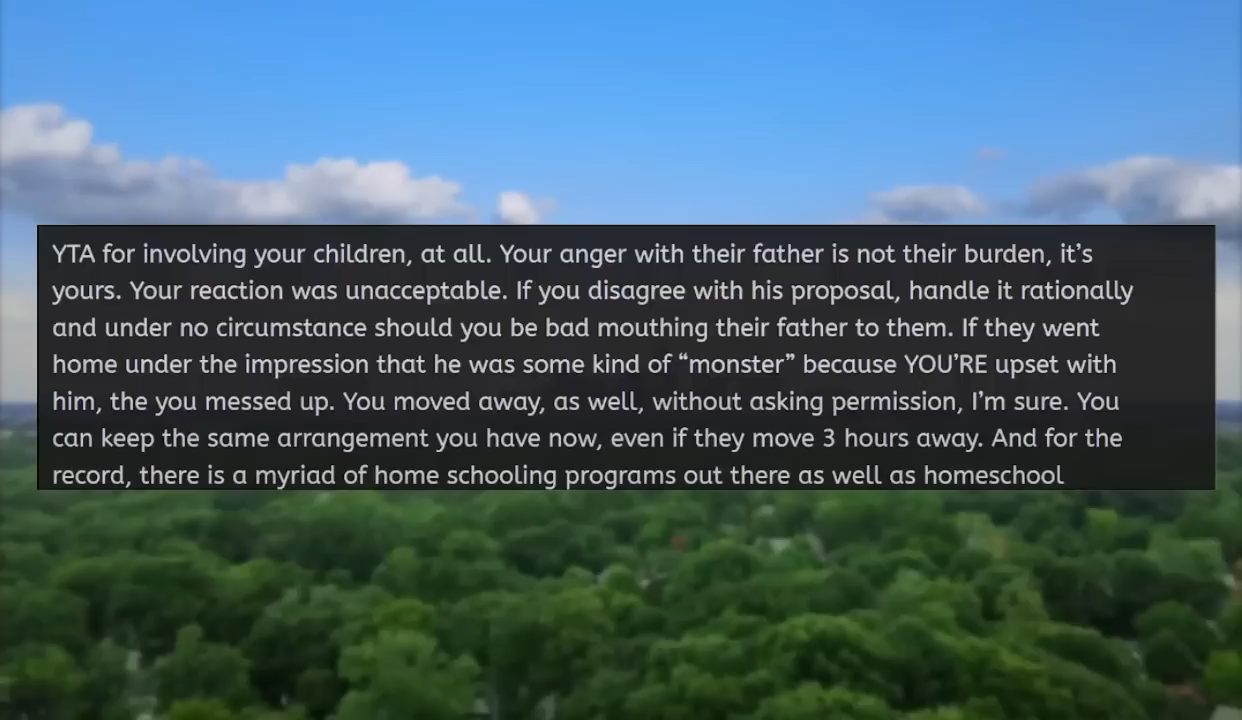 YTA for involving your children, at all. Your anger with their father is not their burden, it’s
yours. Your reaction was unacceptable. If you disagree with his proposal, handle it rationally
and under no circumstance should you be bad mouthing their father to them. If they went
home under the impression that he was some kind of “monster” because YOU’RE upset with
him, the you messed up. You moved away, as well, without asking permission, I’m sure. You
can keep the same arrangement you have now, even if they move 3 hours away. And for the
record, there is a myriad of home schooling programs out there as well as homeschool